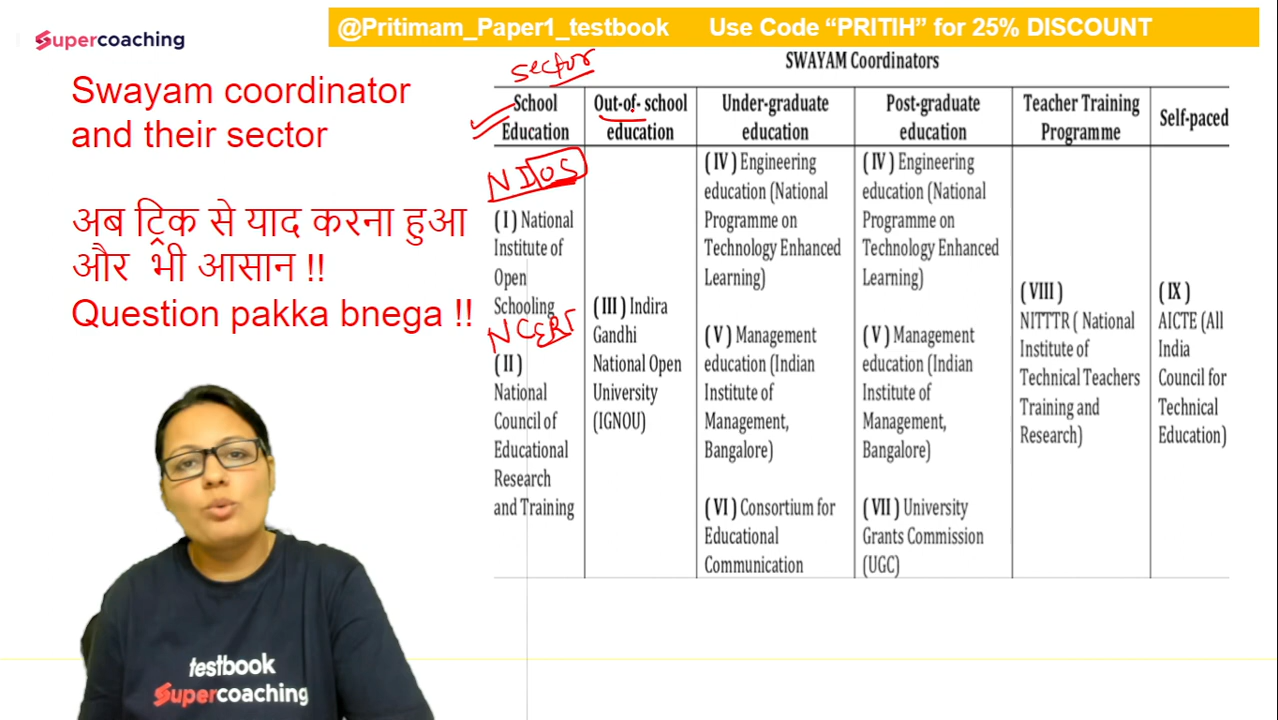 Supercoaching
@Pritimam_Paper1_testbook Use Code “PRITIH” for 25% DISCOUNT
Swayam coordinator
and their sector
अब ट्रिक से याद करना हुआ
और भी आसान !!
Question pakka bnega !!
sector
SWAYAM Coordinators
School
Education
Out-of- school
education
Under-graduate
education
Post-graduate
education
Teacher Training
Programme
Self-paced
NIOS
( I ) National
Institute of
Open
Schooling
NCERT
( II )
National
Council of
Educational
Research
and Training
( III ) Indira
Gandhi
National Open
University
(IGNOU)
( IV ) Engineering
education (National
Programme on
Technology Enhanced
Learning)
( V ) Management
education (Indian
Institute of
Management,
Bangalore)
( VI ) Consortium for
Educational
Communication
( IV ) Engineering
education (National
Programme on
Technology Enhanced
Learning)
( V ) Management
education (Indian
Institute of
Management,
Bangalore)
( VII ) University
Grants Commission
(UGC)
( VIII )
NITTTR ( National
Institute of
Technical Teachers
Training and
Research)
( IX )
AICTE (All
India
Council for
Technical
Education)
testbook
Supercoaching